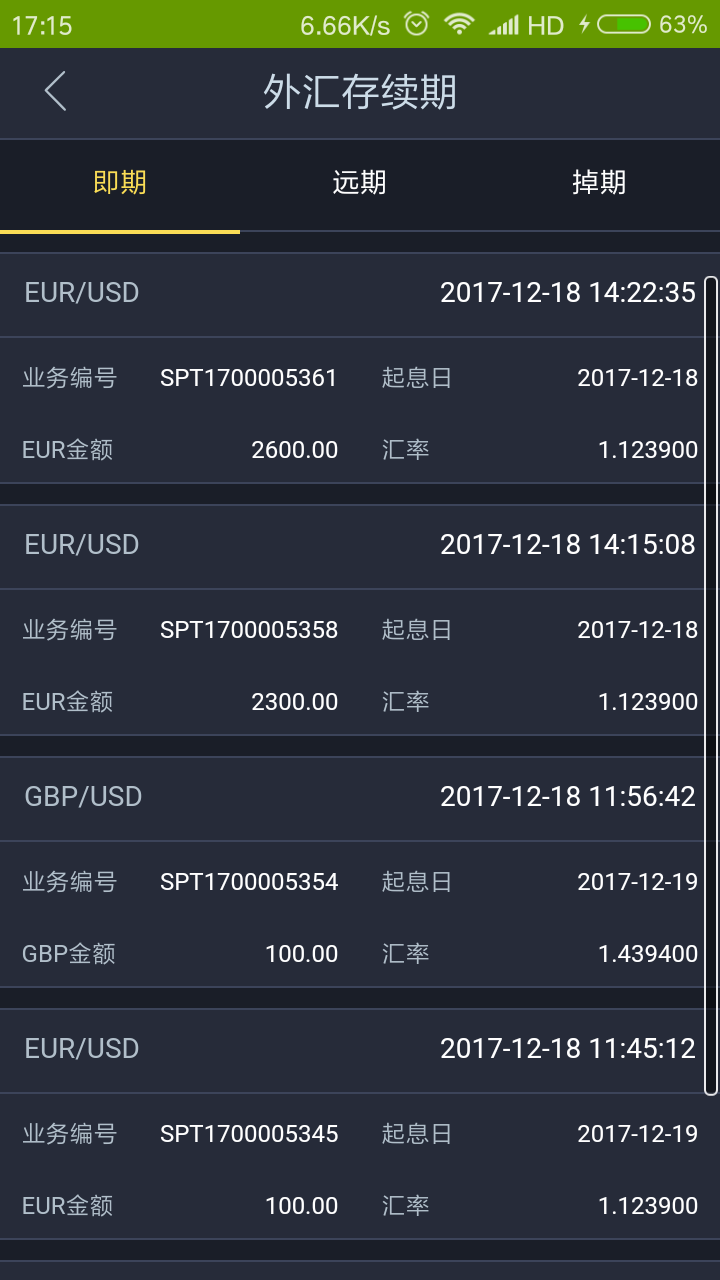 17:15 6.66K/s HD 63%
外汇存续期
即期 远期 掉期
EUR/USD 2017-12-18 14:22:35
业务编号 SPT1700005361 起息日 2017-12-18
EUR金额 2600.00 汇率 1.123900
EUR/USD 2017-12-18 14:15:08
业务编号 SPT1700005358 起息日 2017-12-18
EUR金额 2300.00 汇率 1.123900
GBP/USD 2017-12-18 11:56:42
业务编号 SPT1700005354 起息日 2017-12-19
GBP金额 100.00 汇率 1.439400
EUR/USD 2017-12-18 11:45:12
业务编号 SPT1700005345 起息日 2017-12-19
EUR金额 100.00 汇率 1.123900